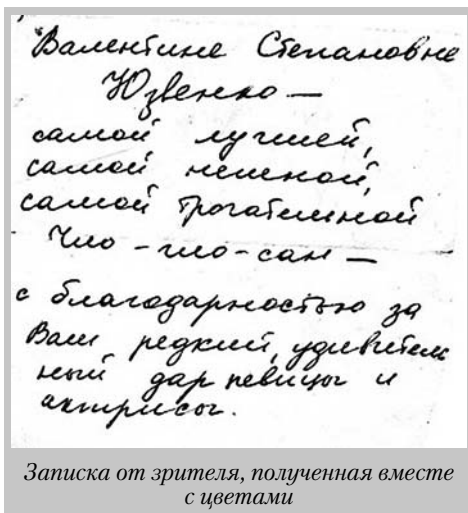 Валентине Степановне
Юзвенко —
самой лучшей,
самой нежной,
самой трогательной
Чио-чио-сан —
с благодарностью за
Ваш редкий, удивитель
ный дар певицы и
актрисы.
Записка от зрителя, полученная вместе
с цветами